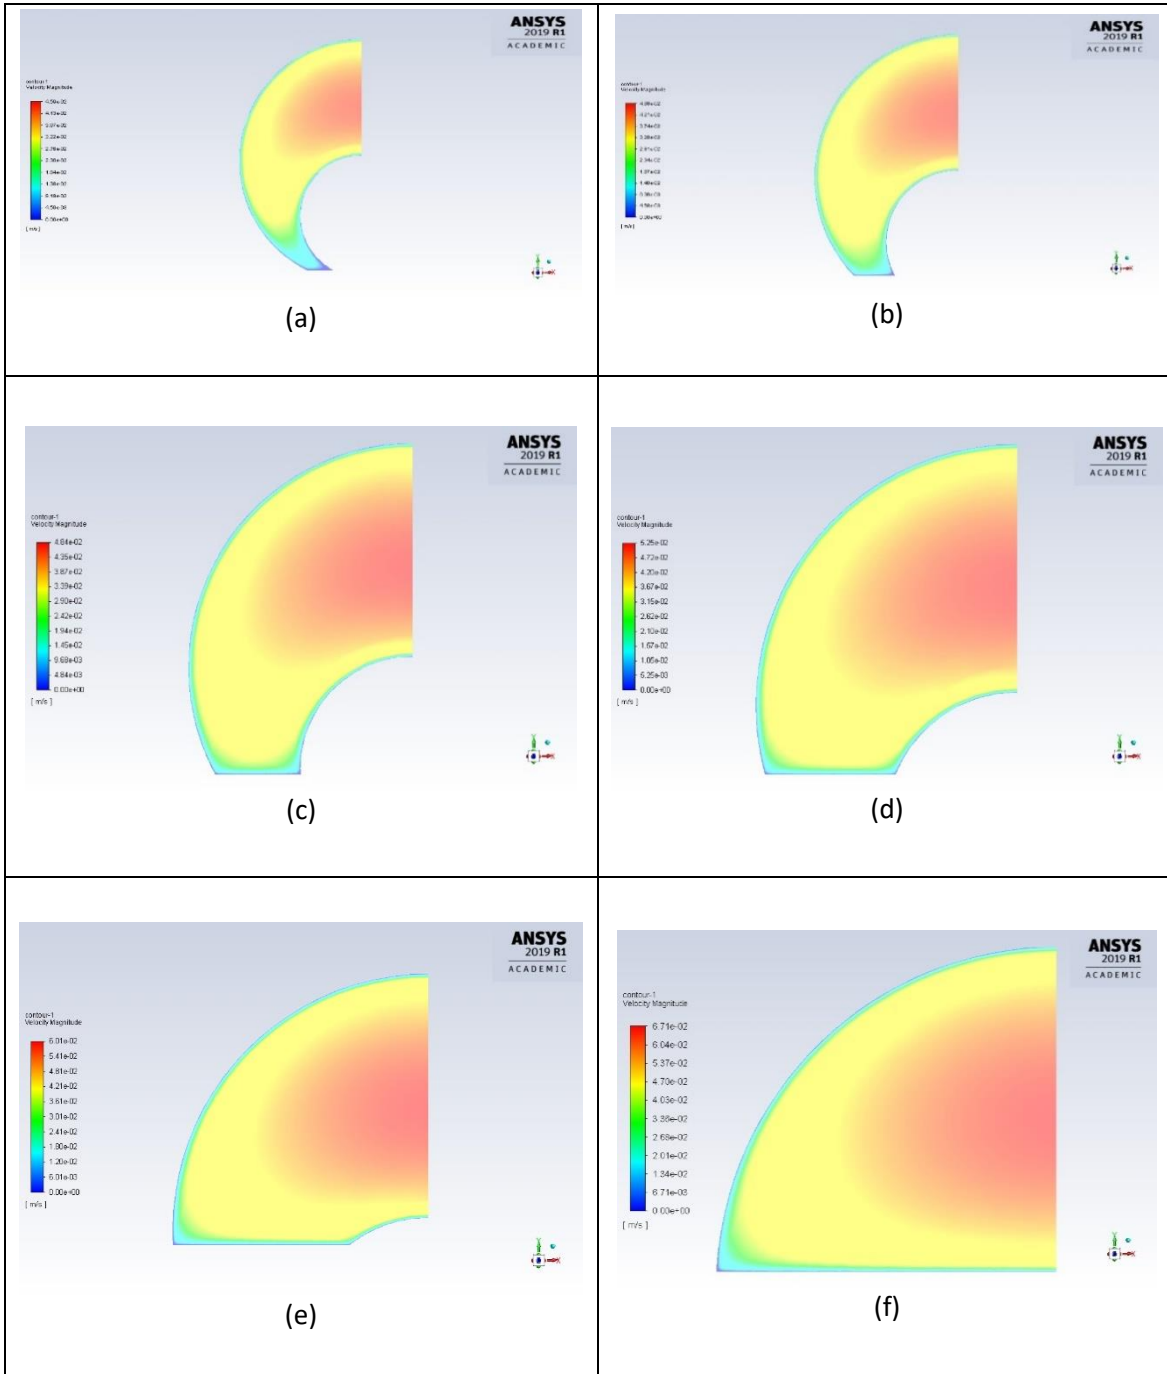 ANSYS
2019 R1
ACADEMIC
contour-1
Velocity Magnitude
[ m/s ]
(a)
ANSYS
2019 R1
ACADEMIC
contour-1
Velocity Magnitude
[ m/s ]
(b)
ANSYS
2019 R1
ACADEMIC
contour-1
Velocity Magnitude
4.84e-02
4.35e-02
3.87e-02
3.39e-02
2.90e-02
2.42e-02
1.94e-02
1.45e-02
9.68e-03
4.84e-03
0.00e+00
[ m/s ]
(c)
ANSYS
2019 R1
ACADEMIC
contour-1
Velocity Magnitude
5.25e-02
4.72e-02
4.20e-02
3.67e-02
3.15e-02
2.62e-02
2.10e-02
1.57e-02
1.05e-02
5.25e-03
0.00e+00
[ m/s ]
(d)
ANSYS
2019 R1
ACADEMIC
contour-1
Velocity Magnitude
6.01e-02
5.41e-02
4.81e-02
4.21e-02
3.61e-02
3.01e-02
2.41e-02
1.80e-02
1.20e-02
6.01e-03
0.00e+00
[ m/s ]
(e)
ANSYS
2019 R1
ACADEMIC
contour-1
Velocity Magnitude
6.71e-02
6.04e-02
5.37e-02
4.70e-02
4.03e-02
3.36e-02
2.68e-02
2.01e-02
1.34e-02
6.71e-03
0.00e+00
[ m/s ]
(f)